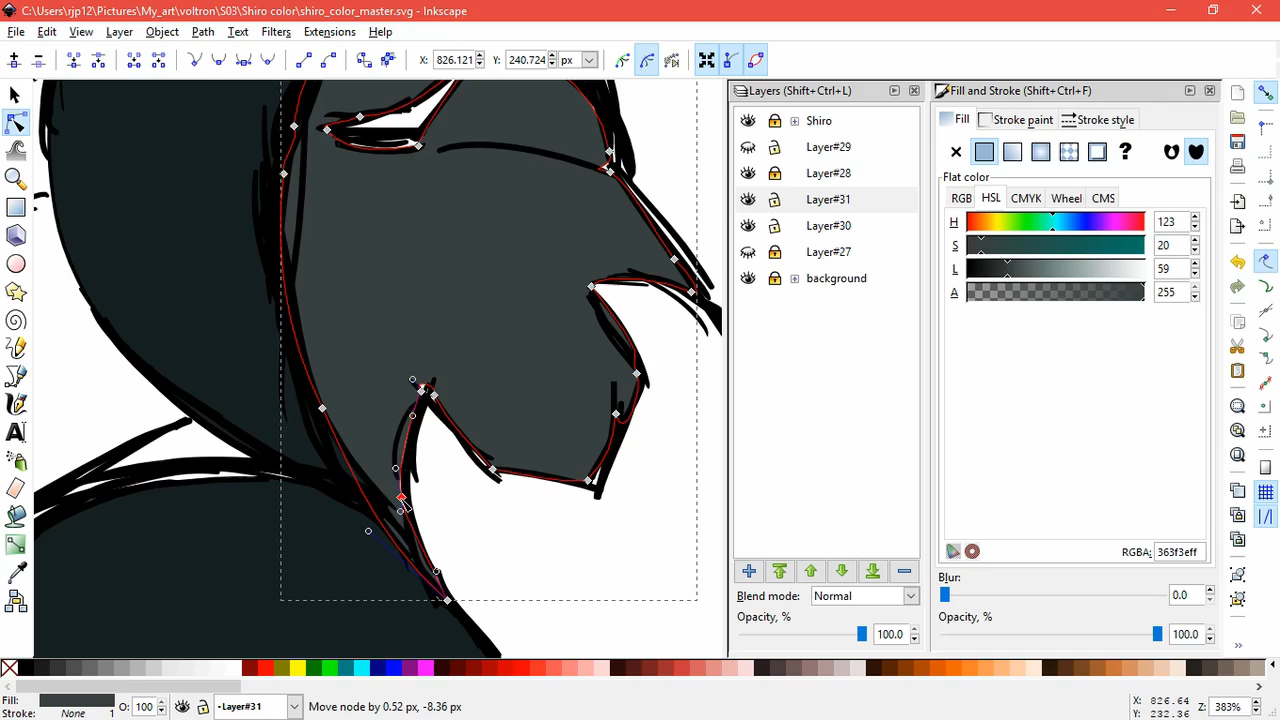 C:\Users\rjp12\Pictures\My_art\voltron\S03\Shiro color\shiro_color_master.svg - Inkscape
File Edit View Layer Object Path Text Filters Extensions Help
X: 826.121 Y: 240.724 px
Layers (Shift+Ctrl+L)
Shiro
Layer#29
Layer#28
Layer#31
Layer#30
Layer#27
background
Blend mode: Normal
Opacity, %
100.0
Fill and Stroke (Shift+Ctrl+F)
Fill Stroke paint Stroke style
?
Flat color
RGB HSL CMYK Wheel CMS
H 123
S 20
L 59
A 255
RGBA: 363f3eff
Blur:
0.0
Opacity, %
100.0
Fill:
Stroke: None 1
O: 100
-Layer#31
Move node by 0.52 px, -8.36 px
X: 826.64
Y: 232.36
Z: 383%